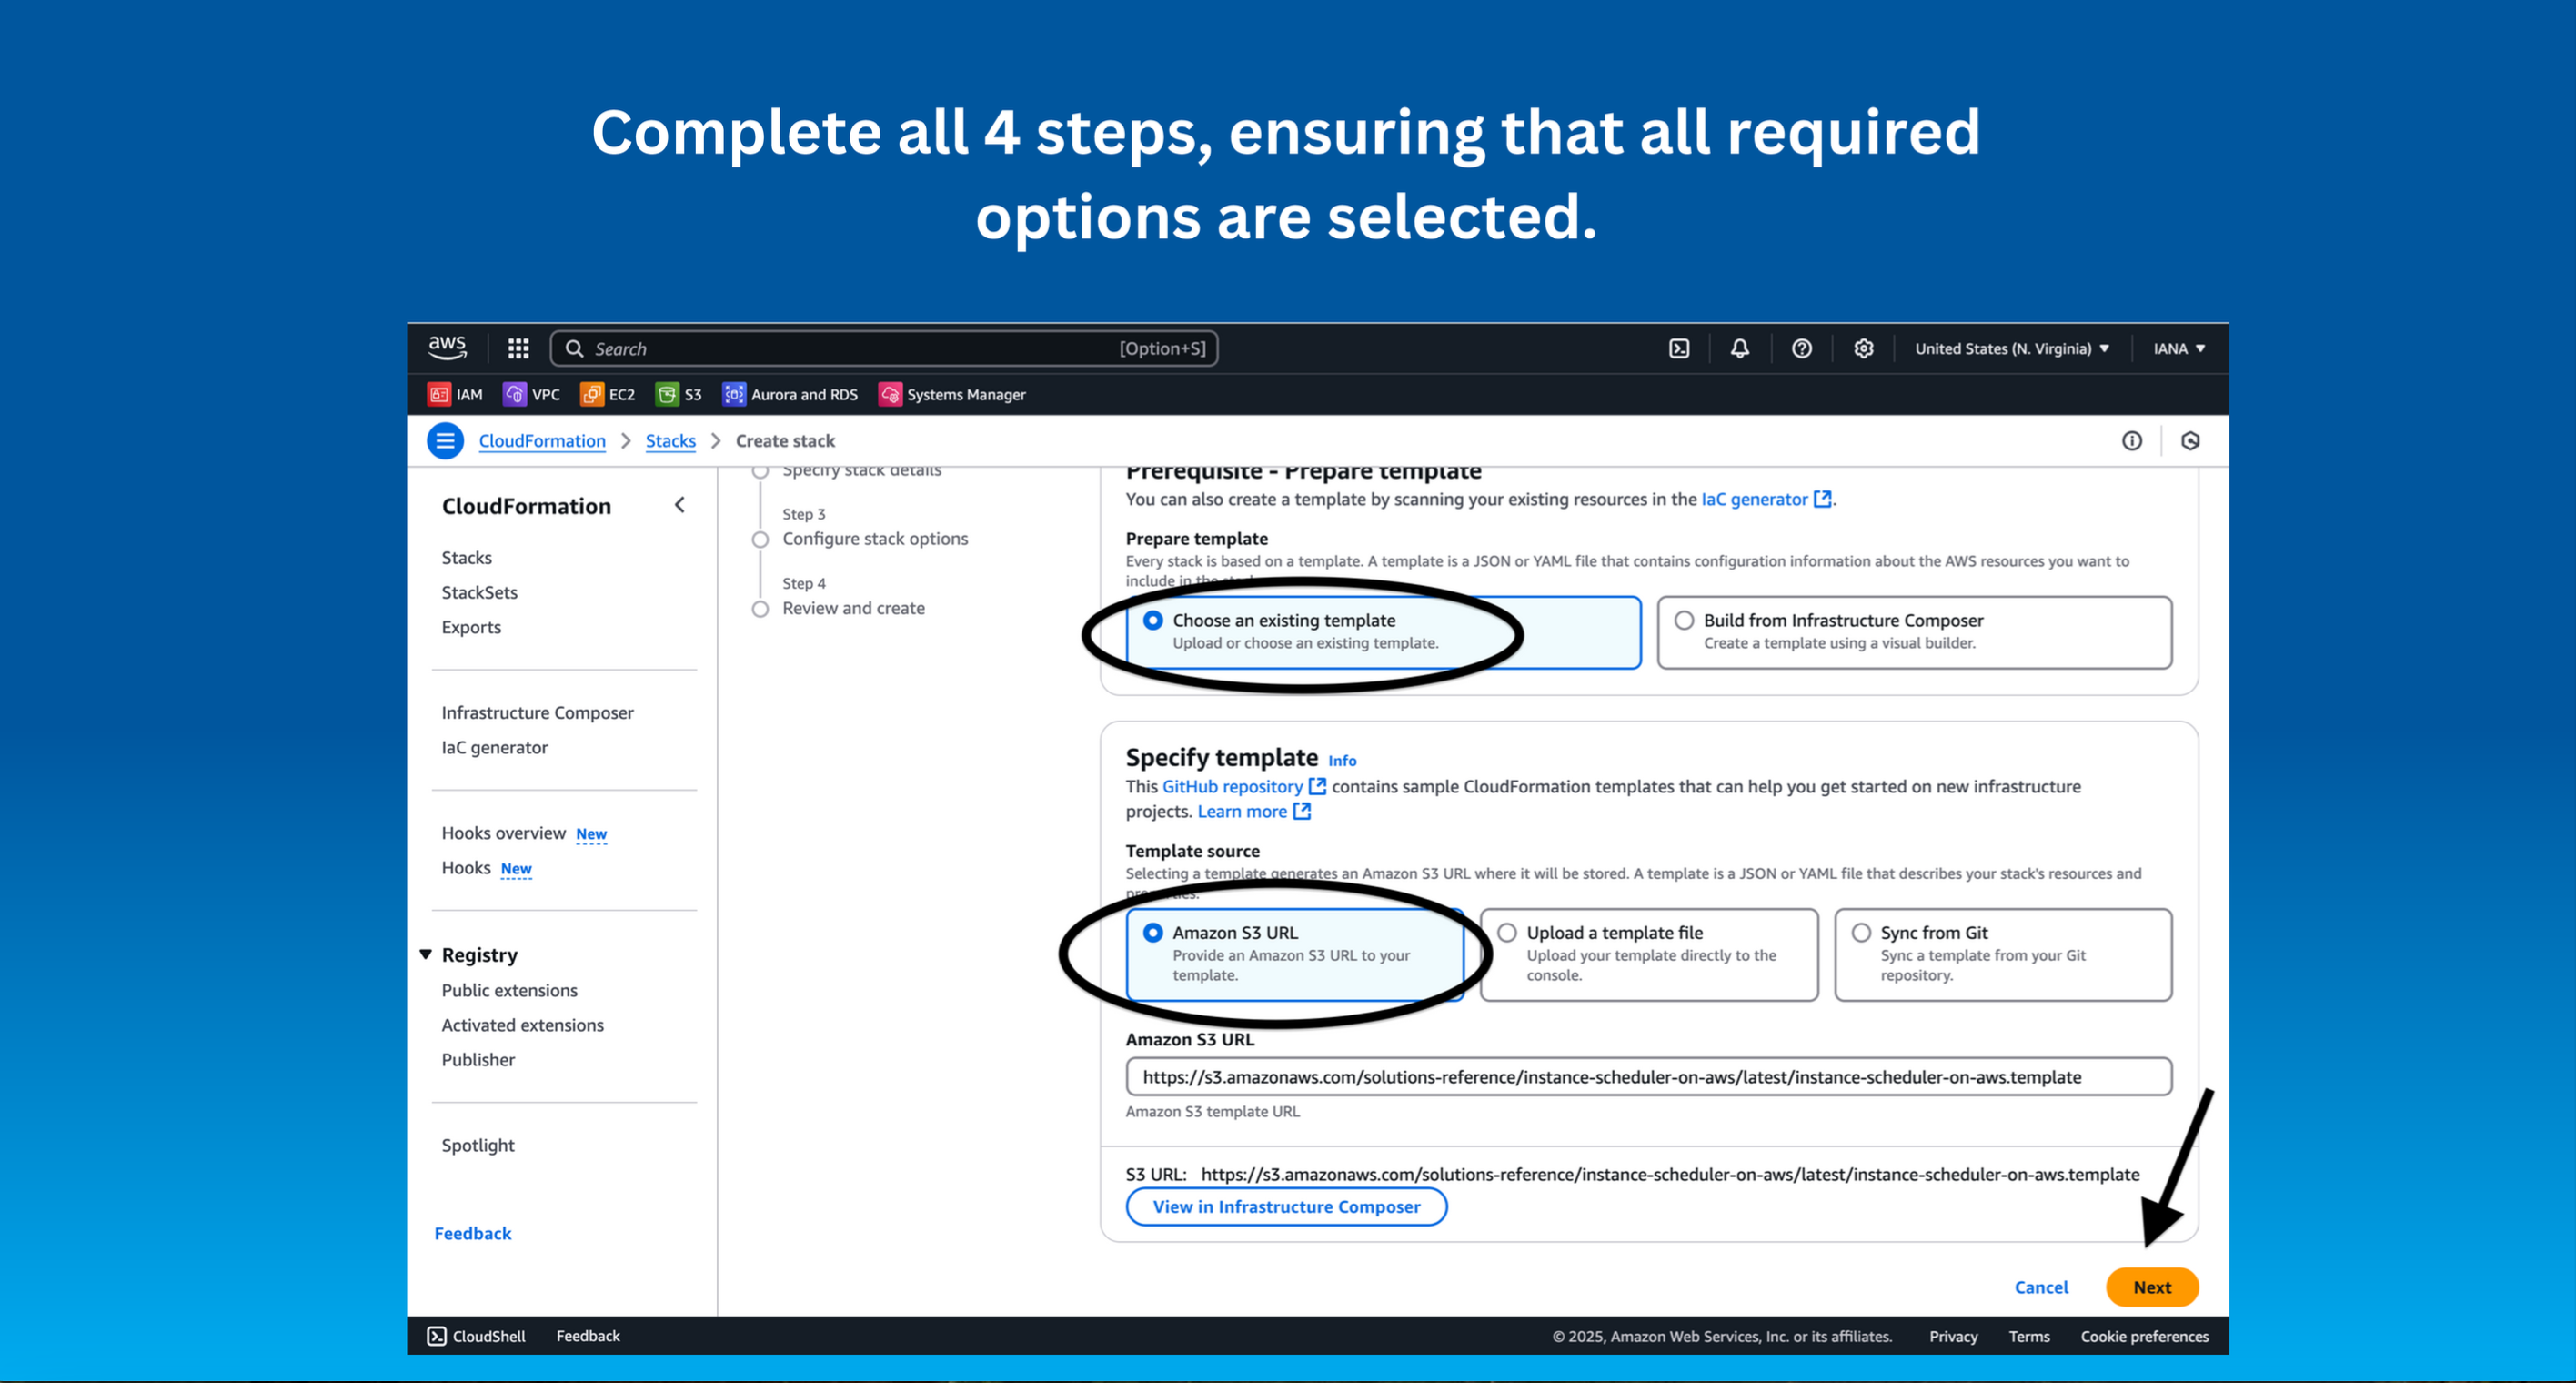 Complete all 4 steps, ensuring that all required
options are selected.
aws
Search
[Option+S]
United States (N. Virginia)
IANA
IAM
VPC
EC2
S3
Aurora and RDS
Systems Manager
CloudFormation
Stacks
Create stack
CloudFormation
Stacks
StackSets
Exports
Infrastructure Composer
IaC generator
Hooks overview New
Hooks New
Registry
Public extensions
Activated extensions
Publisher
Spotlight
Feedback
Specify stack details
Step 3
Configure stack options
Step 4
Review and create
Prerequisite - Prepare template
You can also create a template by scanning your existing resources in the IaC generator.
Prepare template
Every stack is based on a template. A template is a JSON or YAML file that contains configuration information about the AWS resources you want to
include in the
Choose an existing template
Upload or choose an existing template.
Build from Infrastructure Composer
Create a template using a visual builder.
Specify template Info
This GitHub repository contains sample CloudFormation templates that can help you get started on new infrastructure
projects. Learn more
Template source
Selecting a template generates an Amazon S3 URL where it will be stored. A template is a JSON or YAML file that describes your stack's resources and
properties.
Amazon S3 URL
Provide an Amazon S3 URL to your
template.
Upload a template file
Upload your template directly to the
console.
Sync from Git
Sync a template from your Git
repository.
Amazon S3 URL
https://s3.amazonaws.com/solutions-reference/instance-scheduler-on-aws/latest/instance-scheduler-on-aws.template
Amazon S3 template URL
S3 URL: https://s3.amazonaws.com/solutions-reference/instance-scheduler-on-aws/latest/instance-scheduler-on-aws.template
View in Infrastructure Composer
Cancel
Next
CloudShell
Feedback
© 2025, Amazon Web Services, Inc. or its affiliates.
Privacy
Terms
Cookie preferences